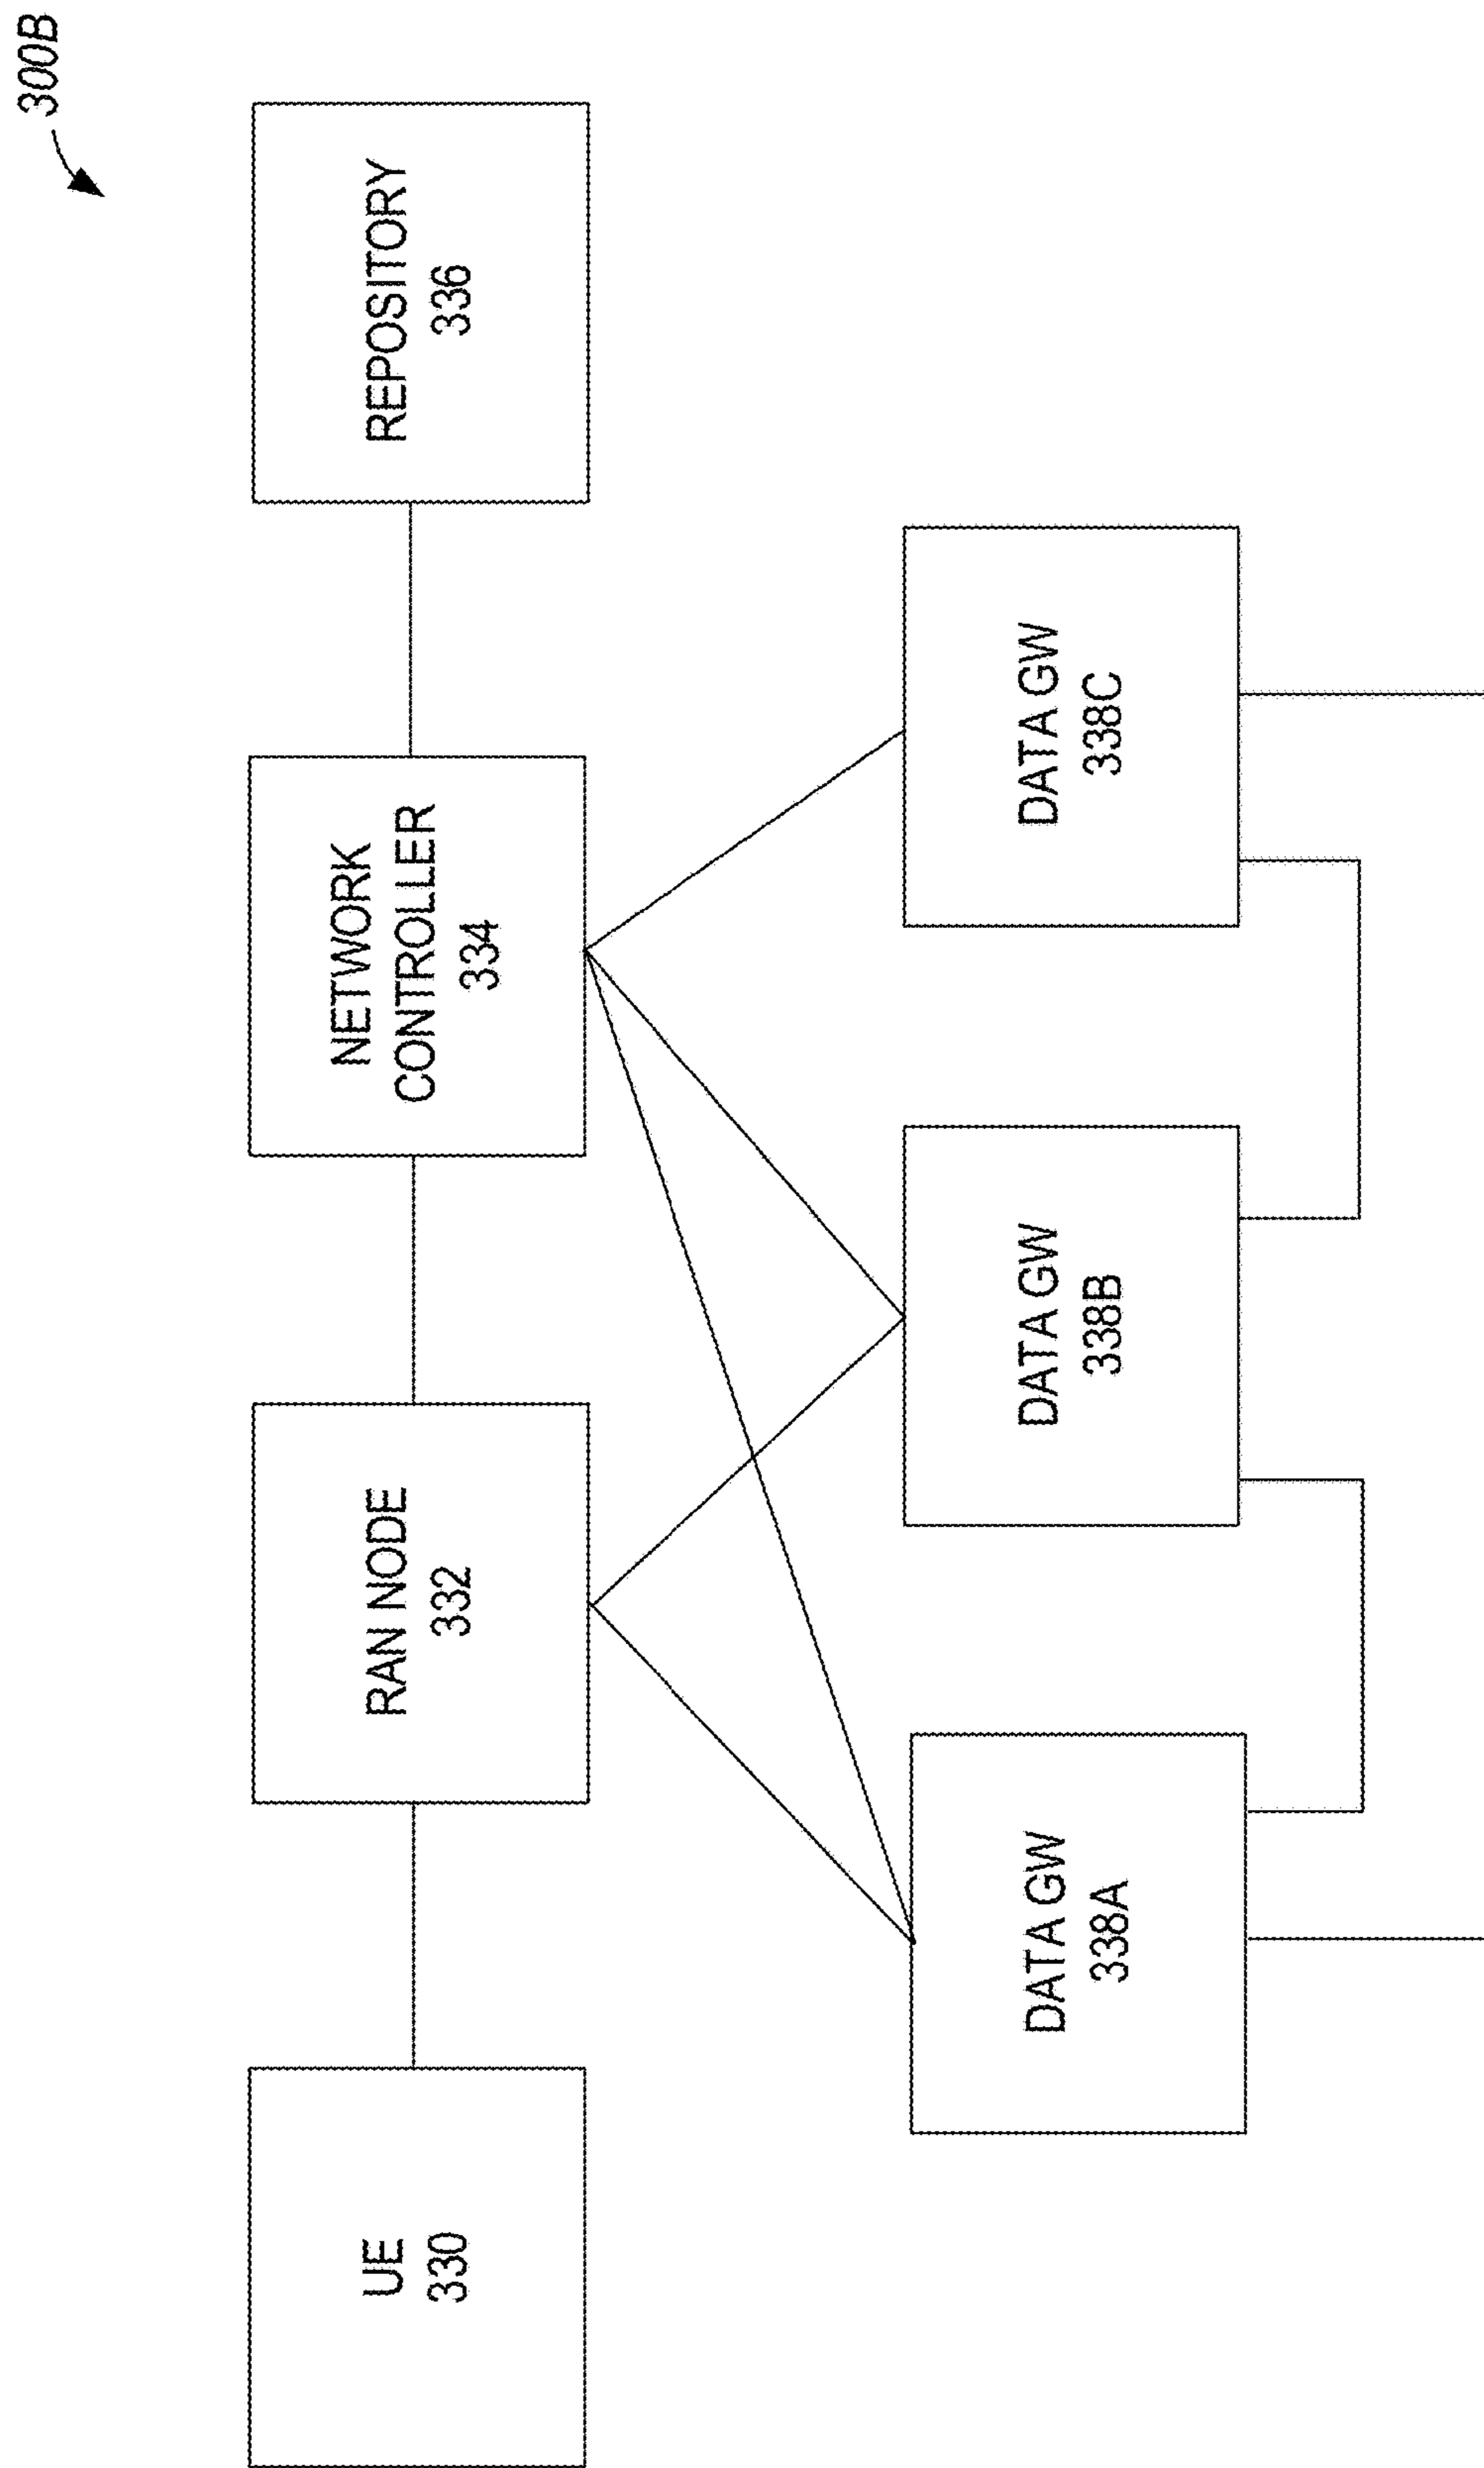 300B
UE
330
RAN NODE
332
NETWORK
CONTROLLER
334
REPOSITORY
336
DATA GW
338A
DATA GW
338B
DATA GW
338C